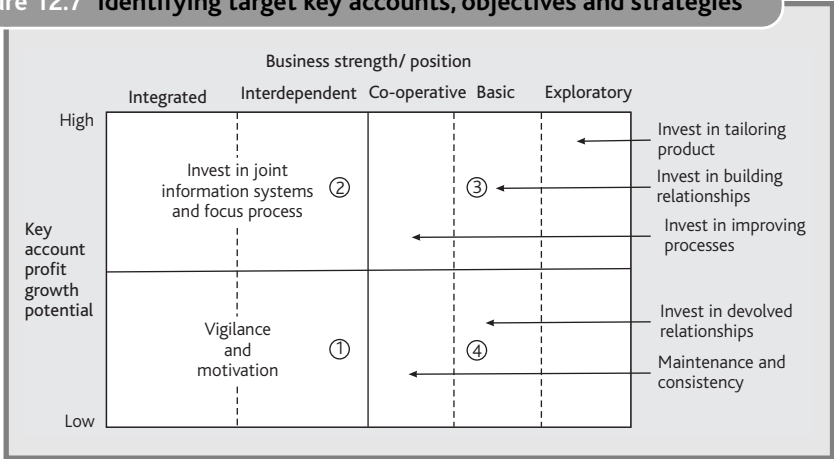 re 12.7 Identifying target key accounts, objectives and strategies
Business strength/ position
Integrated Interdependent Co-operative Basic Exploratory
High
Key
account
profit
growth
potential
Low
Invest in joint
information systems
and focus process
②
③
Vigilance
and
motivation
①
④
Invest in tailoring
product
Invest in building
relationships
Invest in improving
processes
Invest in devolved
relationships
Maintenance and
consistency